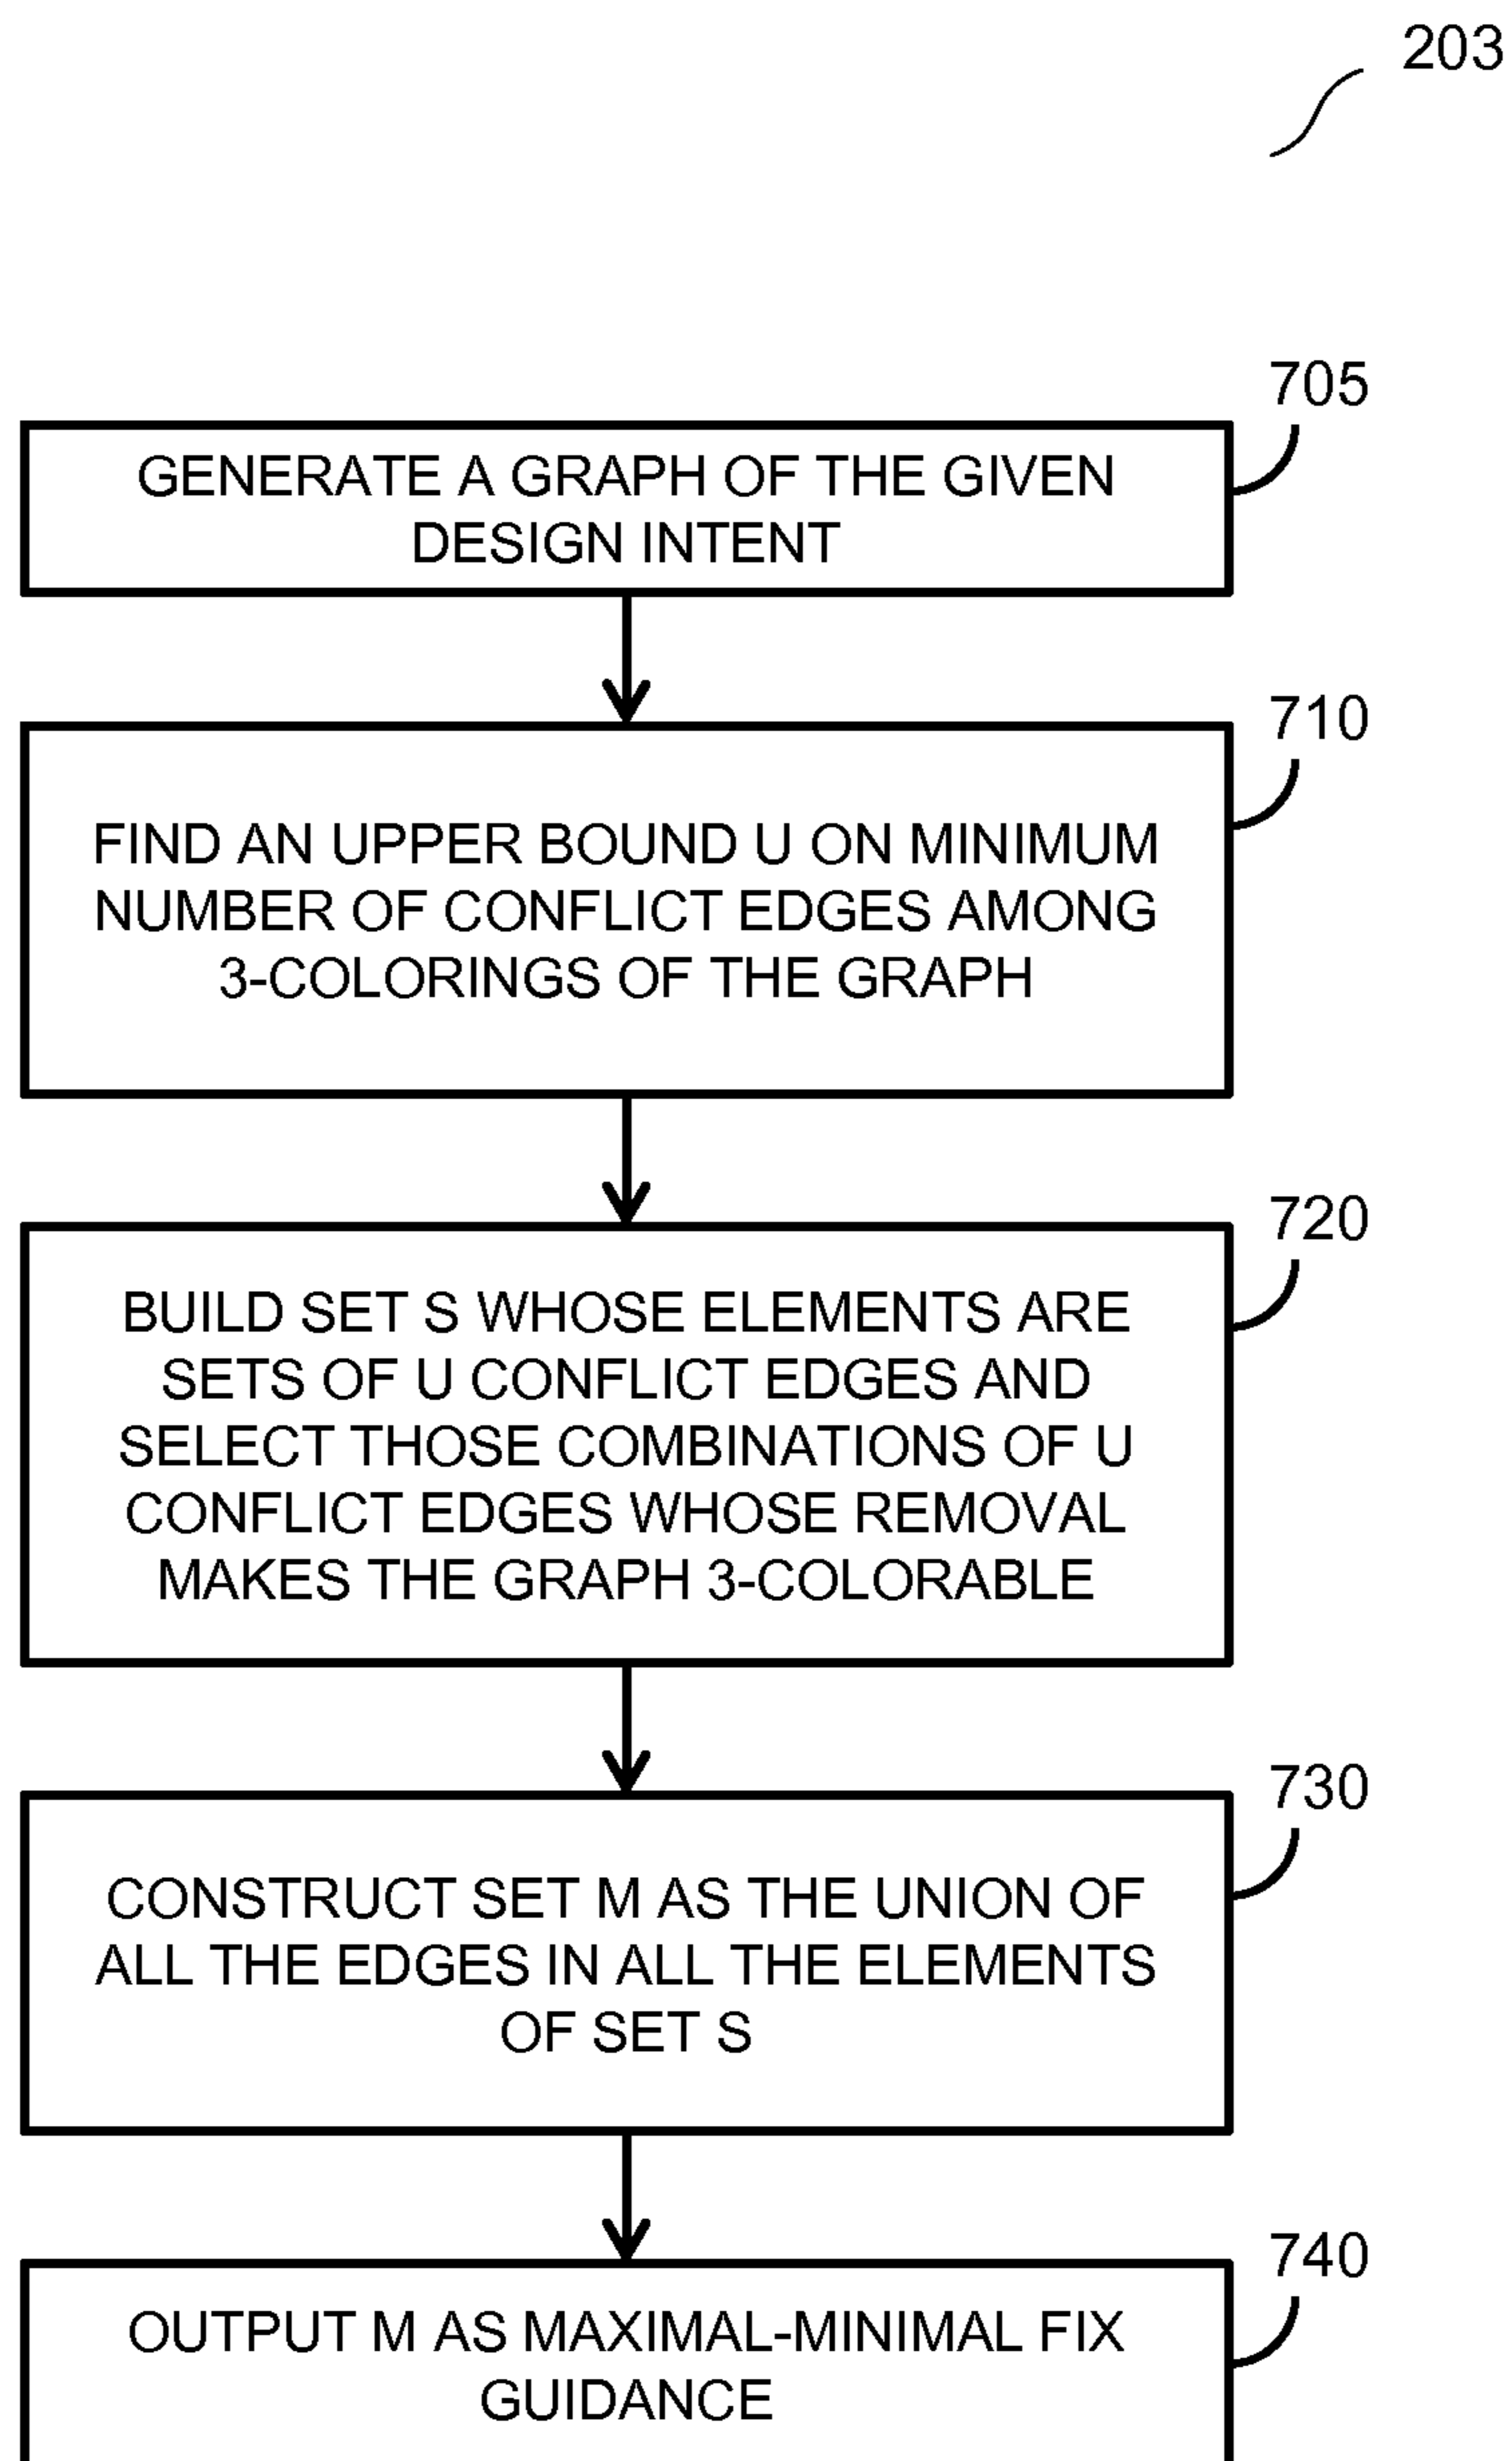 203
705
GENERATE A GRAPH OF THE GIVEN
DESIGN INTENT
710
FIND AN UPPER BOUND U ON MINIMUM
NUMBER OF CONFLICT EDGES AMONG
3-COLORINGS OF THE GRAPH
720
BUILD SET S WHOSE ELEMENTS ARE
SETS OF U CONFLICT EDGES AND
SELECT THOSE COMBINATIONS OF U
CONFLICT EDGES WHOSE REMOVAL
MAKES THE GRAPH 3-COLORABLE
730
CONSTRUCT SET M AS THE UNION OF
ALL THE EDGES IN ALL THE ELEMENTS
OF SET S
740
OUTPUT M AS MAXIMAL-MINIMAL FIX
GUIDANCE